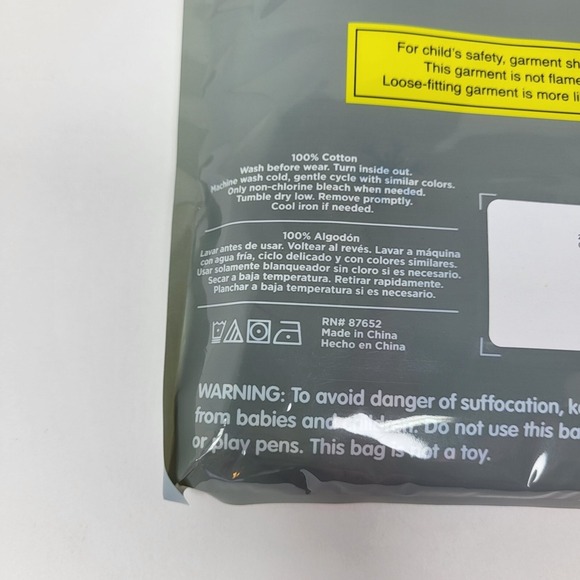 For child's safety, garment sh
This garment is not flame
Loose-fitting garment is more li
100% Cotton
Wash before wear. Turn inside out.
Machine wash cold, gentle cycle with similar colors.
Only non-chlorine bleach when needed.
Tumble dry low. Remove promptly.
Cool iron if needed.
100% Algodón
Lavar antes de usar. Voltear al revés. Lavar a máquina
con agua fría, ciclo delicado y con colores similares.
Usar solamente blanqueador sin cloro si es necesario.
Secar a baja temperatura. Retirar rapidamente.
Planchar a baja temperatura si es necesario.
RN# 87652
Made in China
Hecho en China
WARNING: To avoid danger of suffocation, k
from babies and children. Do not use this ba
or play pens. This bag is not a toy.